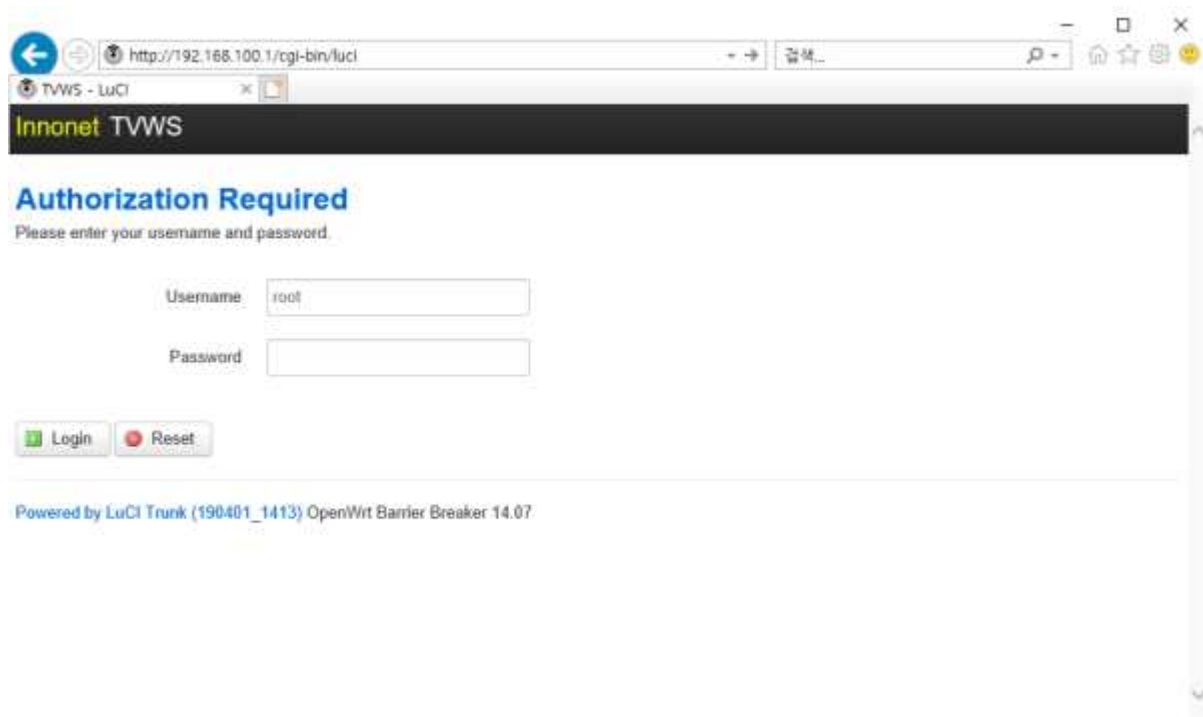 http://192.168.100.1/cgi-bin/luci
검색...
TVWS - LuCI
Innonet TVWS
Authorization Required
Please enter your username and password.
Username
root
Password
Login
Reset
Powered by LuCI Trunk (190401_1413) OpenWrt Barrier Breaker 14.07